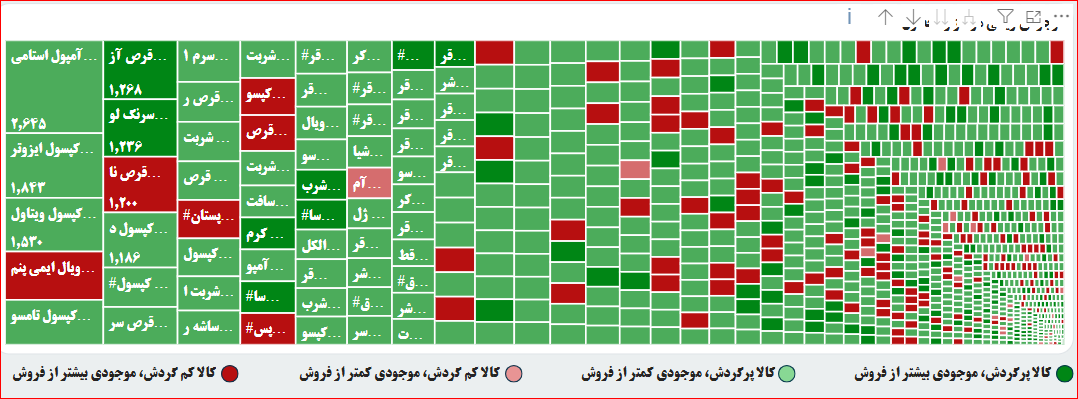 آمپول استامی...
۲,۶۴۵
کپسول ایزوتر...
۱,۸۴۳
کپسول ویتاول...
۱,۵۳۰
ویال ایمی پنم...
کپسول تامسو...
قرص آز...
۱,۲۶۸
سرنگ لو...
۱,۲۳۶
قرص نا...
۱,۲۰۰
کپسول د...
۱,۱۸۶
#کپسول...
قرص سر...
سرم ۱...
قرص ر...
شربت...
قرص ...
#پستان...
کپسول...
شربت ا...
ساشه ر...
شربت...
کپسو...
قرص...
شربت...
سافت...
کرم ...
آمپو...
#سا...
#پس...
#قر...
قر...
ویال...
سو...
شرب...
#سا...
الکل...
قر...
شرب...
کپسو...
کر...
#قر...
#قر...
شیا...
آم...
ژل...
قر...
شر...
#ق...
سر...
#...
قر...
قر...
قر...
سو...
کر...
قر...
قط...
#ق...
شر...
ت...
قر...
شر...
قر...
قر...
قر...
کالا پرگردش، موجودی بیشتر از فروش
کالا پرگردش، موجودی کمتر از فروش
کالا کم گردش، موجودی کمتر از فروش
کالا کم گردش، موجودی بیشتر از فروش